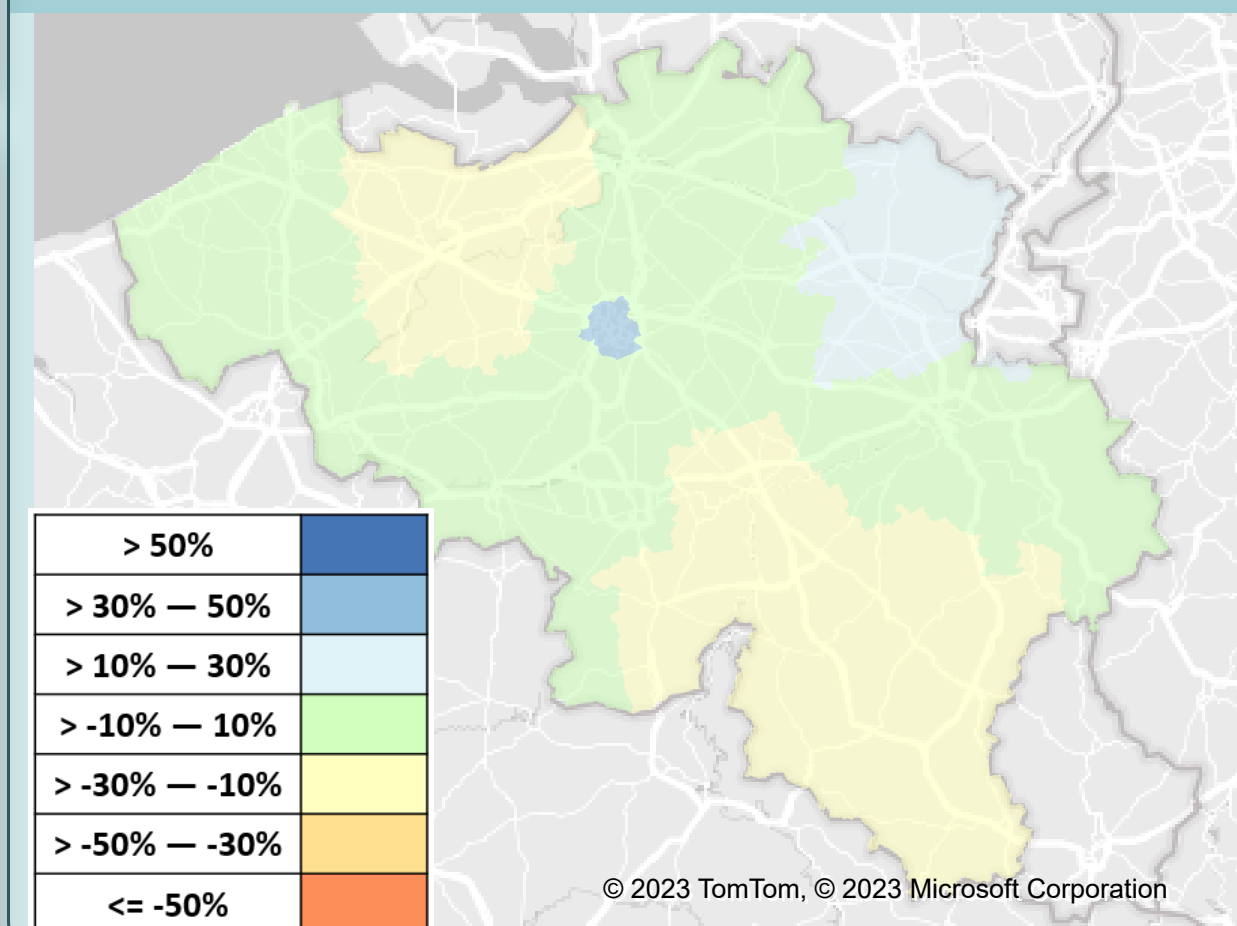 > 50%
> 30% — 50%
> 10% — 30%
> -10% — 10%
> -30% — -10%
> -50% — -30%
<= -50%
© 2023 TomTom, © 2023 Microsoft Corporation